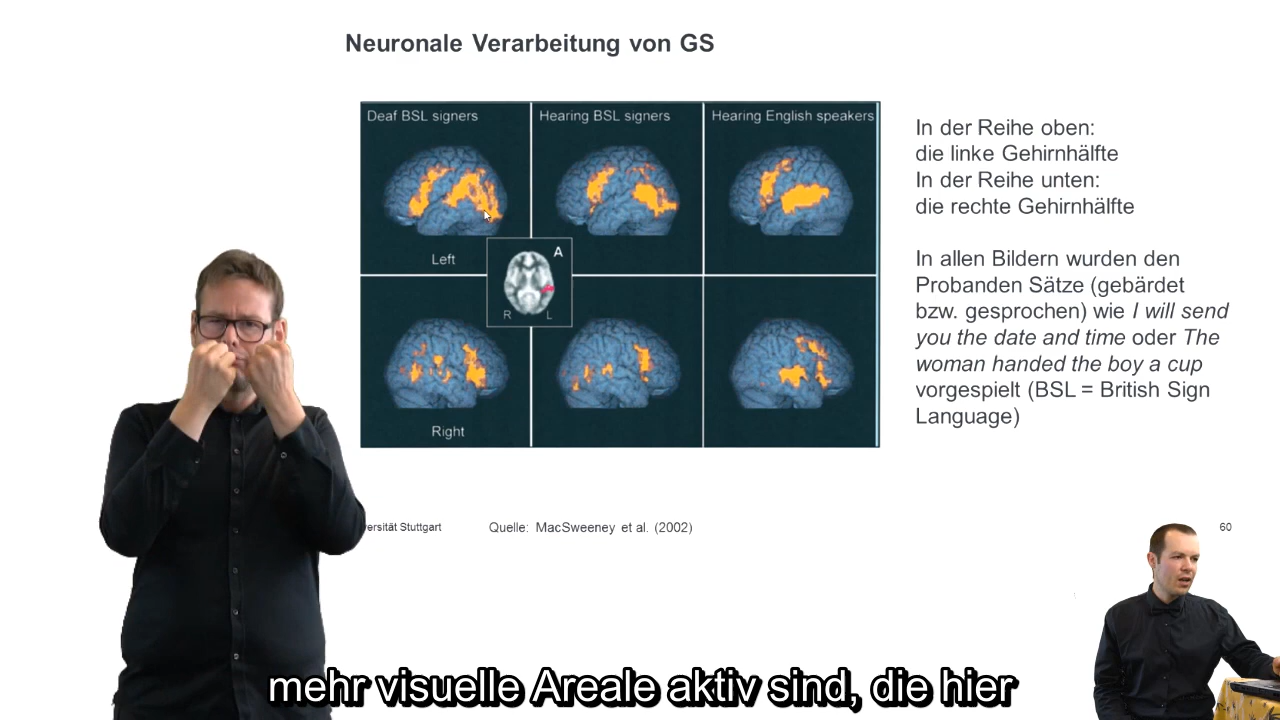 Neuronale Verarbeitung von GS
Deaf BSL signers
Hearing BSL signers
Hearing English speakers
Left
A
R
L
Right
In der Reihe oben:
die linke Gehirnhälfte
In der Reihe unten:
die rechte Gehirnhälfte
In allen Bildern wurden den
Probanden Sätze (gebärdet
bzw. gesprochen) wie I will send
you the date and time oder The
woman handed the boy a cup
vorgespielt (BSL = British Sign
Language)
versität Stuttgart
Quelle: MacSweeney et al. (2002)
60
mehr visuelle Areale aktiv sind, die hier